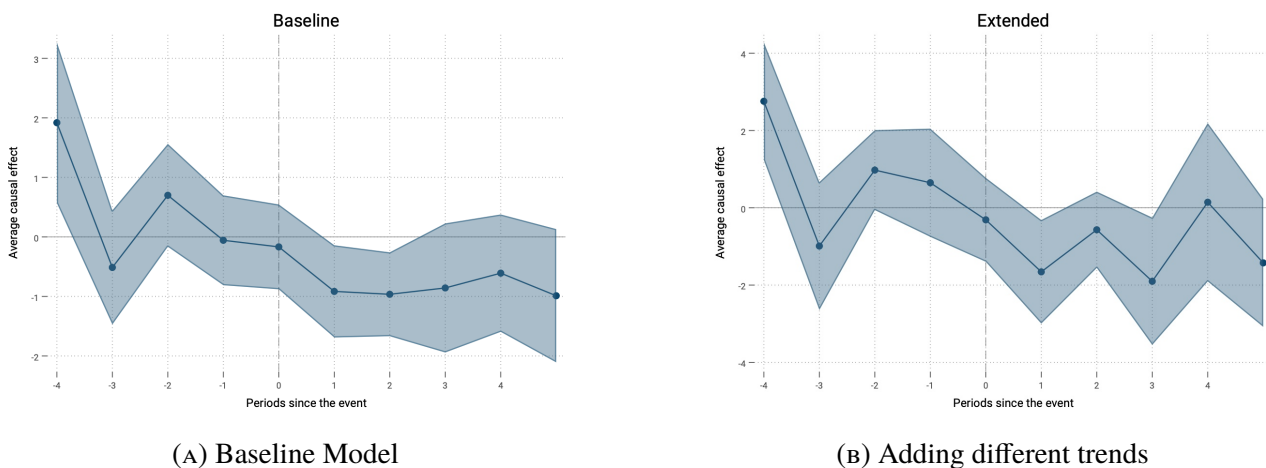 Baseline
Average causal effect
3
2
1
0
-1
-2
-4 -3 -2 -1 0 1 2 3 4
Periods since the event
(A) Baseline Model
Extended
Average causal effect
4
2
0
-2
-4
-4 -3 -2 -1 0 1 2 3 4
Periods since the event
(B) Adding different trends